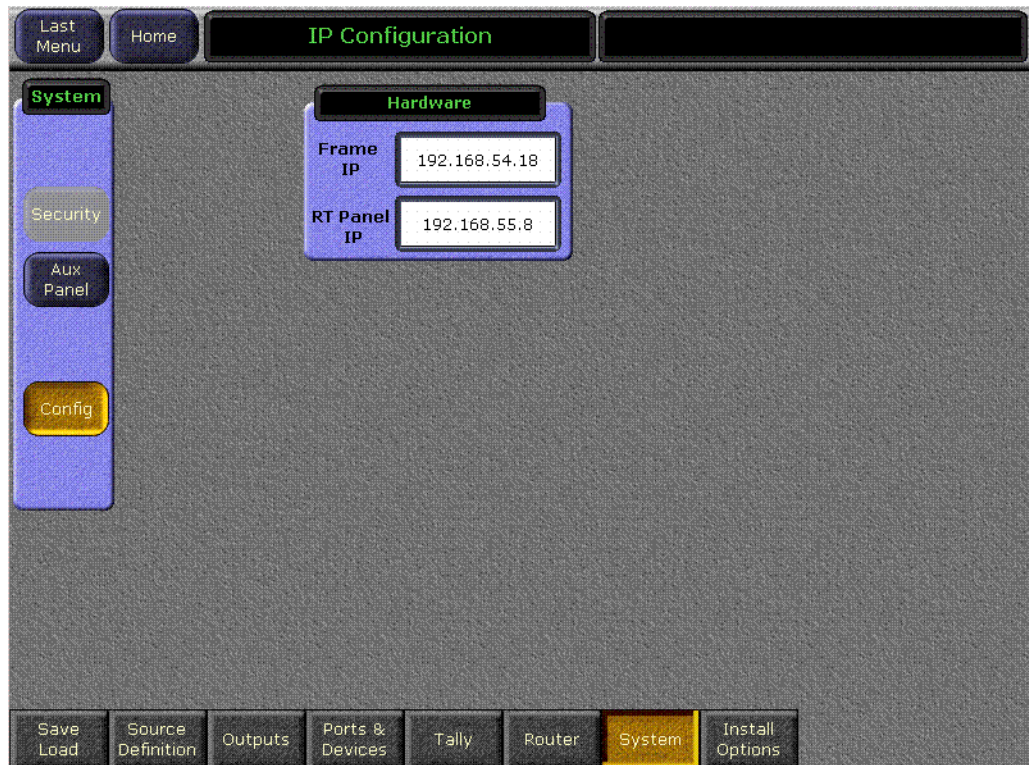 Last
Menu
Home
IP Configuration
System
Security
Aux
Panel
Config
Hardware
Frame
IP
192.168.54.18
RT Panel
IP
192.168.55.8
Save
Load
Source
Definition
Outputs
Ports &
Devices
Tally
Router
System
Install
Options